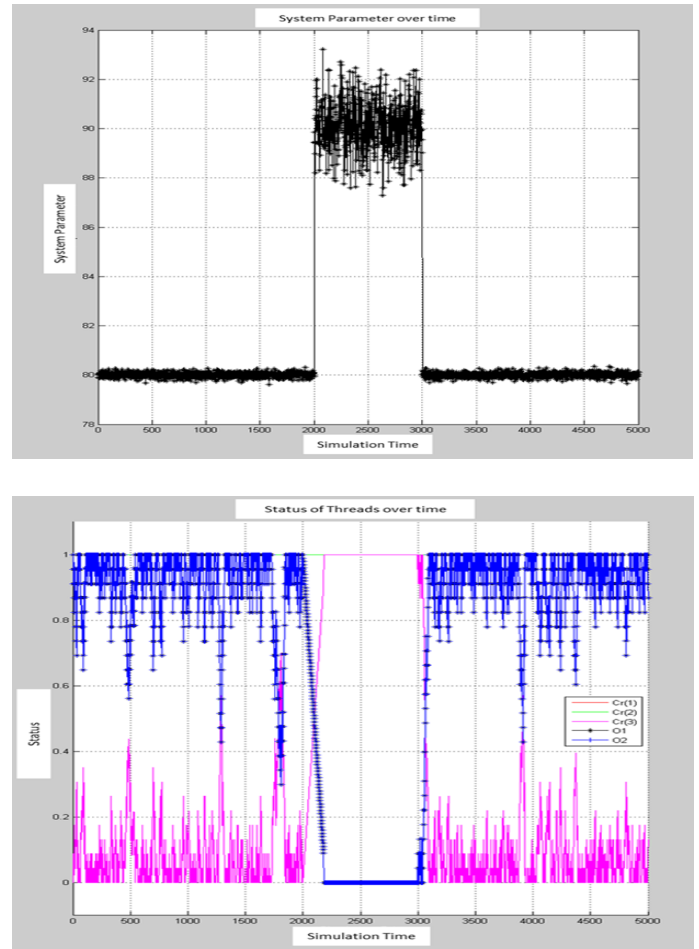 System Parameter over time
94
92
90
88
86
84
82
80
78
System Parameter
0 500 1000 1500 2000 2500 3000 3500 4000 4500 5000
Simulation Time
Status of Threads over time
1
0.8
0.6
0.4
0.2
0
Status
Cr(1)
Cr(2)
Cr(3)
O1
O2
0 500 1000 1500 2000 2500 3000 3500 4000 4500 5000
Simulation Time